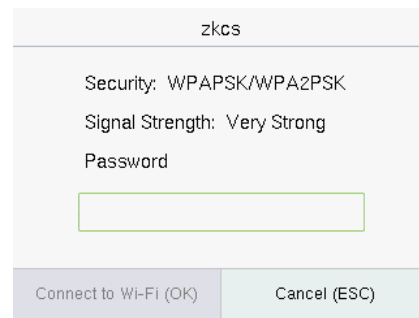 zkcs
Security: WPAPSK/WPA2PSK
Signal Strength: Very Strong
Password
Connect to Wi-Fi (OK)
Cancel (ESC)